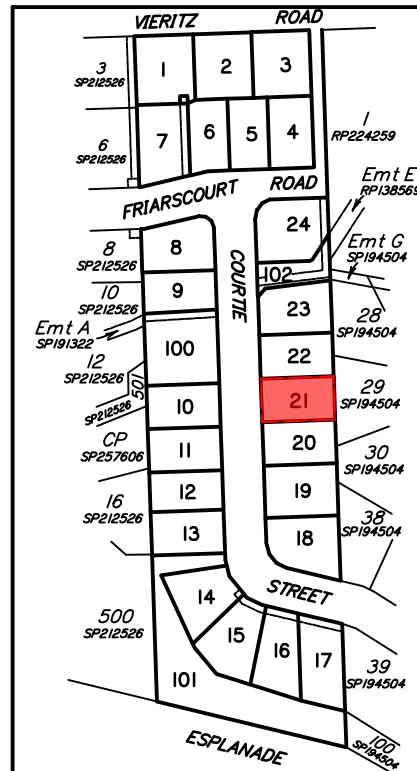 VIERITZ ROAD
3
SP212526
1
2
3
6
SP212526
7
6
5
4
1
RP224259
FRIARSCOURT ROAD
Emt E
RP138569
Emt G
SP194504
8
SP212526
8
COURTIE
24
102
10
SP212526
9
23
28
SP194504
Emt A
SP191322
12
SP212526
100
22
501
SP212526
10
21
29
SP194504
CP
SP257606
11
20
30
SP194504
16
SP212526
12
19
38
SP194504
13
18
STREET
500
SP212526
14
15
16
17
39
SP194504
101
100
SP194504
ESPLANADE